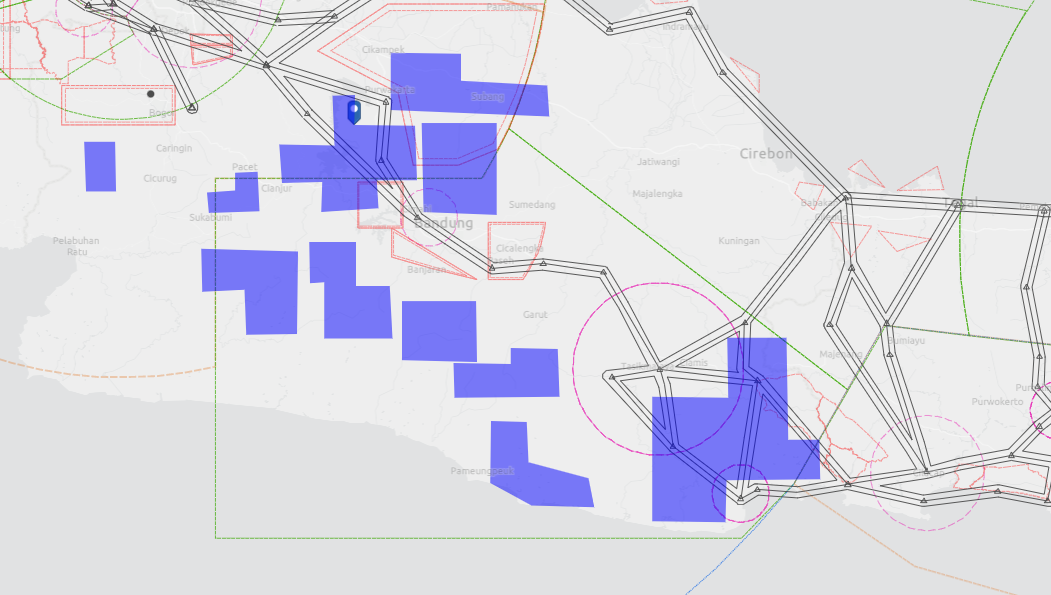 Pamanukan
Indramayu
Cikampek
Purwakarta
Subang
Bogor
Caringin
Cicurug
Pacet
Cianjur
Sukabumi
Pelabuhan
Ratu
Cirebon
Jatiwangi
Majalengka
Sumedang
Bandung
Kuningan
Cicalengka
Banjaran
Garut
Tegal
Bumiayu
Majenang
Purwokerto
Pameungpeuk